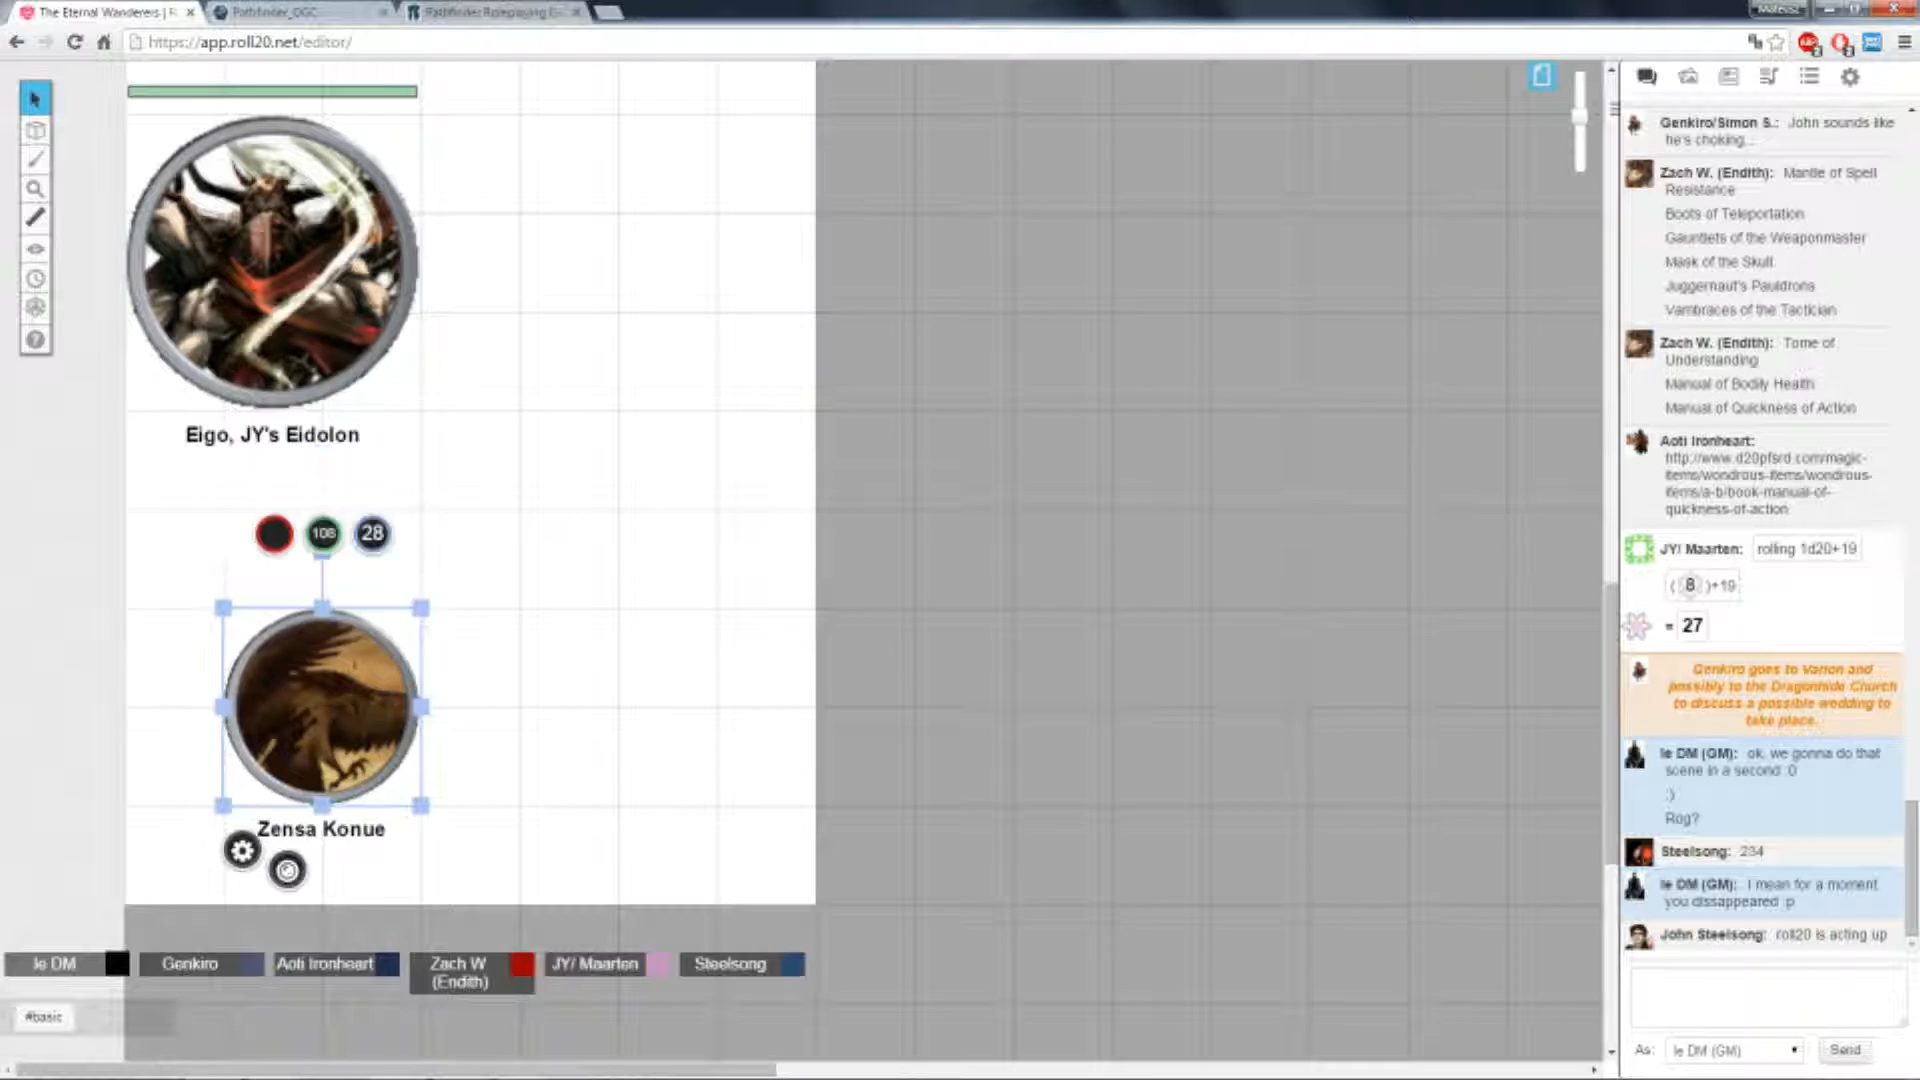 The Eternal Wanderers | R
Pathfinder_OGC
Pathfinder Roleplaying G
Mateusz
https://app.roll20.net/editor/
Eigo, JY's Eidolon
108
28
Zensa Konue
le DM
Genkiro
Aoti Ironheart
Zach W
(Endith)
JY/ Maarten
Steelsong
#basic
Genkiro/Simon S.: John sounds like
he's choking...
Zach W. (Endith): Mantle of Spell
Resistance
Boots of Teleportation
Gauntlets of the Weaponmaster
Mask of the Skull
Juggernaut's Pauldrons
Vambraces of the Tactician
Zach W. (Endith): Tome of
Understanding
Manual of Bodily Health
Manual of Quickness of Action
Aoti Ironheart:
http://www.d20pfsrd.com/magic-
items/wondrous-items/wondrous-
items/a-b/book-manual-of-
quickness-of-action
JY/ Maarten: rolling 1d20+19
(8)+19
= 27
Genkiro goes to Varion and
possibly to the Dragonhide Church
to discuss a possible wedding to
take place.
le DM (GM): ok, we gonna do that
scene in a second :O
:)
Rog?
Steelsong: 234
le DM (GM): I mean for a moment
you dissappeared :p
John Steelsong: roll20 is acting up
As: le DM (GM)
Send